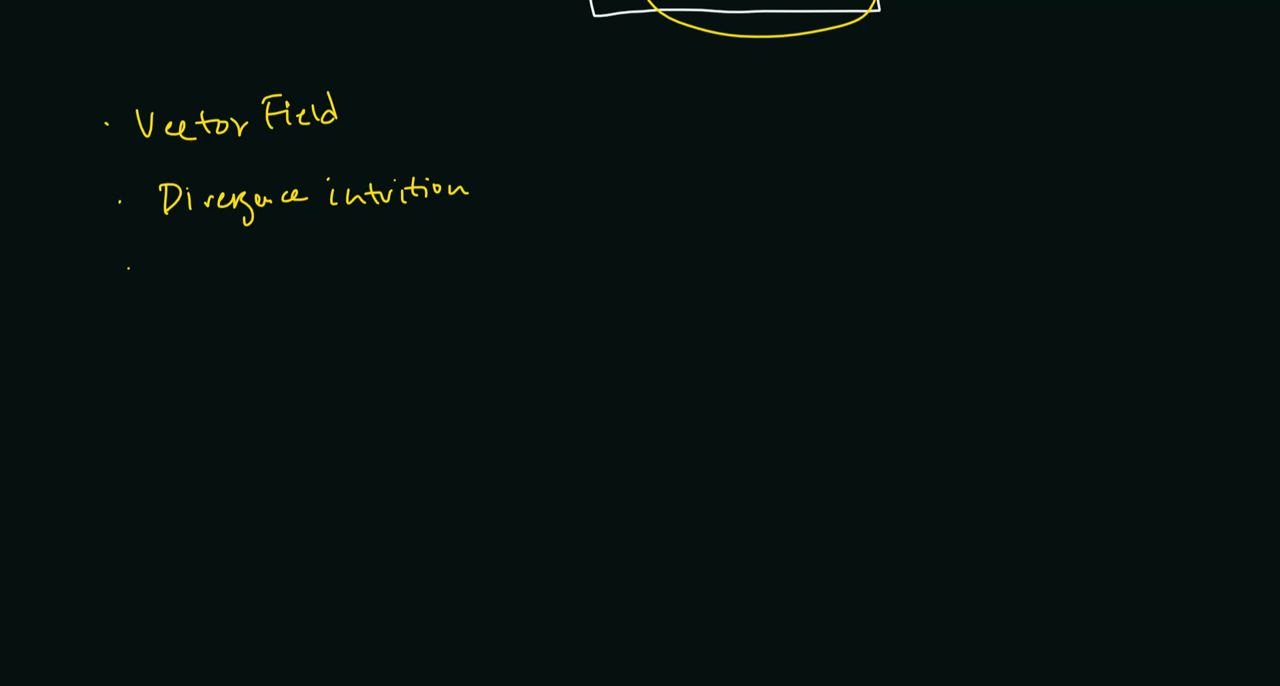 · Vector Field
· Divergence intuition
·